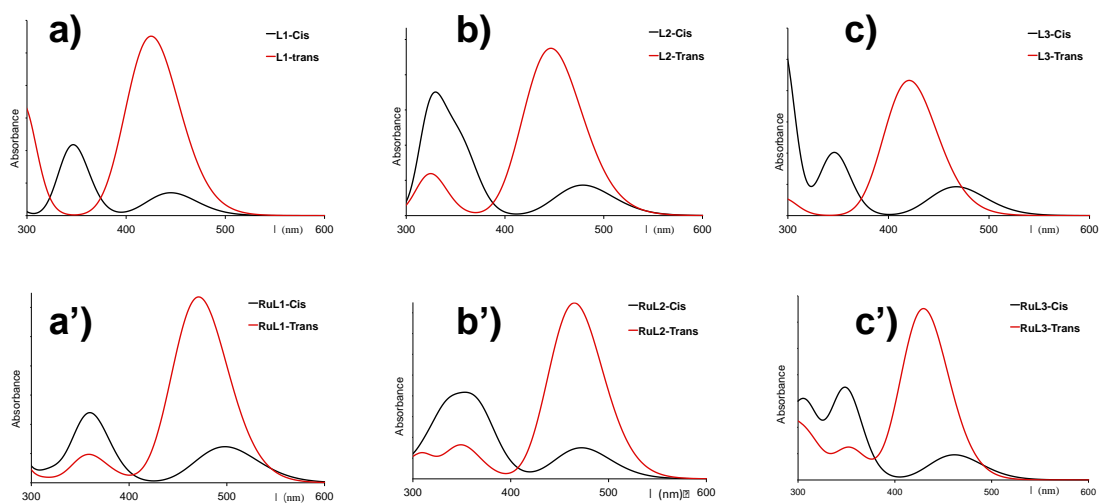 a)
L1-Cis
L1-trans
Absorbance
300
400
500
600
l (nm)
b)
L2-Cis
L2-Trans
Absorbance
300
400
500
600
l (nm)
c)
L3-Cis
L3-Trans
Absorbance
300
400
500
600
l (nm)
a’)
RuL1-Cis
RuL1-Trans
Absorbance
300
400
500
600
l (nm)
b’)
RuL2-Cis
RuL2-Trans
Absorbance
300
400
500
600
l (nm)
c’)
RuL3-Cis
RuL3-Trans
Absorbance
300
400
500
600
l (nm)